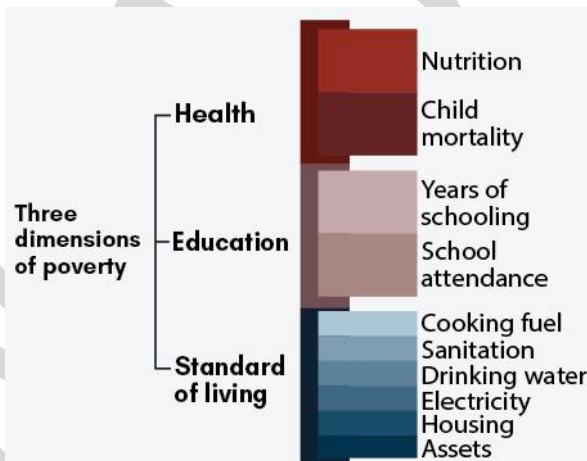 Three
dimensions
of poverty
Health
Nutrition
Child
mortality
Education
Years of
schooling
School
attendance
Standard
of living
Cooking fuel
Sanitation
Drinking water
Electricity
Housing
Assets